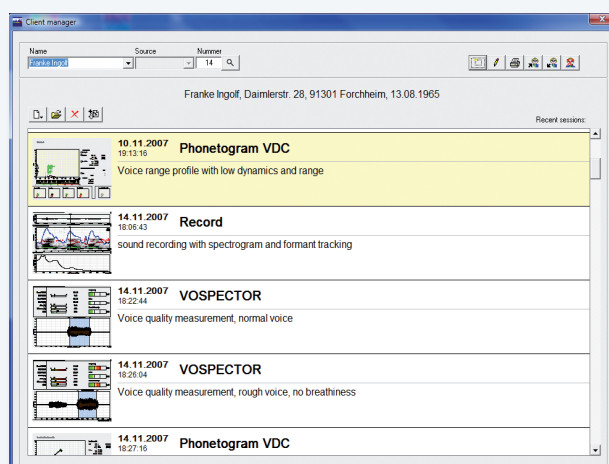 Client manager
Name Source Nummer
Franke Ingolf 14
Franke Ingolf, Daimlerstr. 28, 91301 Forchheim, 13.08.1965
Recent sessions:
10.11.2007 Phonetogram VDC
19:13:16
Voice range profile with low dynamics and range
14.11.2007 Record
18:06:43
sound recording with spectrogram and formant tracking
14.11.2007 VOSPECTOR
18:22:44
Voice quality measurement, normal voice
14.11.2007 VOSPECTOR
18:26:04
Voice quality measurement, rough voice, no breathiness
14.11.2007 Phonetogram VDC
18:27:16